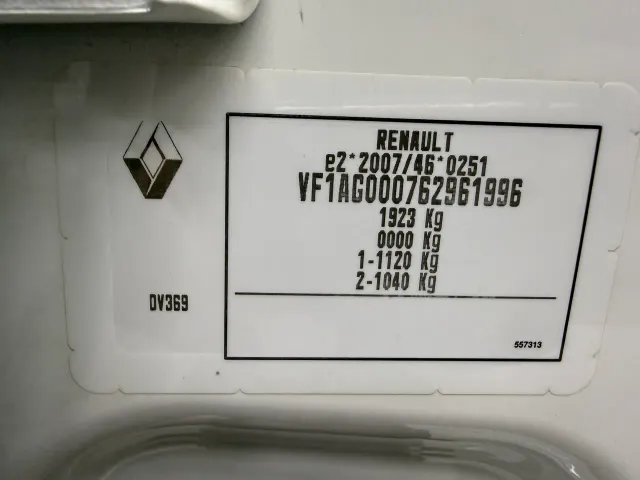 RENAULT
e2*2007/46*0251
VF1AG000762961996
1923 Kg
0000 Kg
1-1120 Kg
2-1040 Kg
DV369
557313